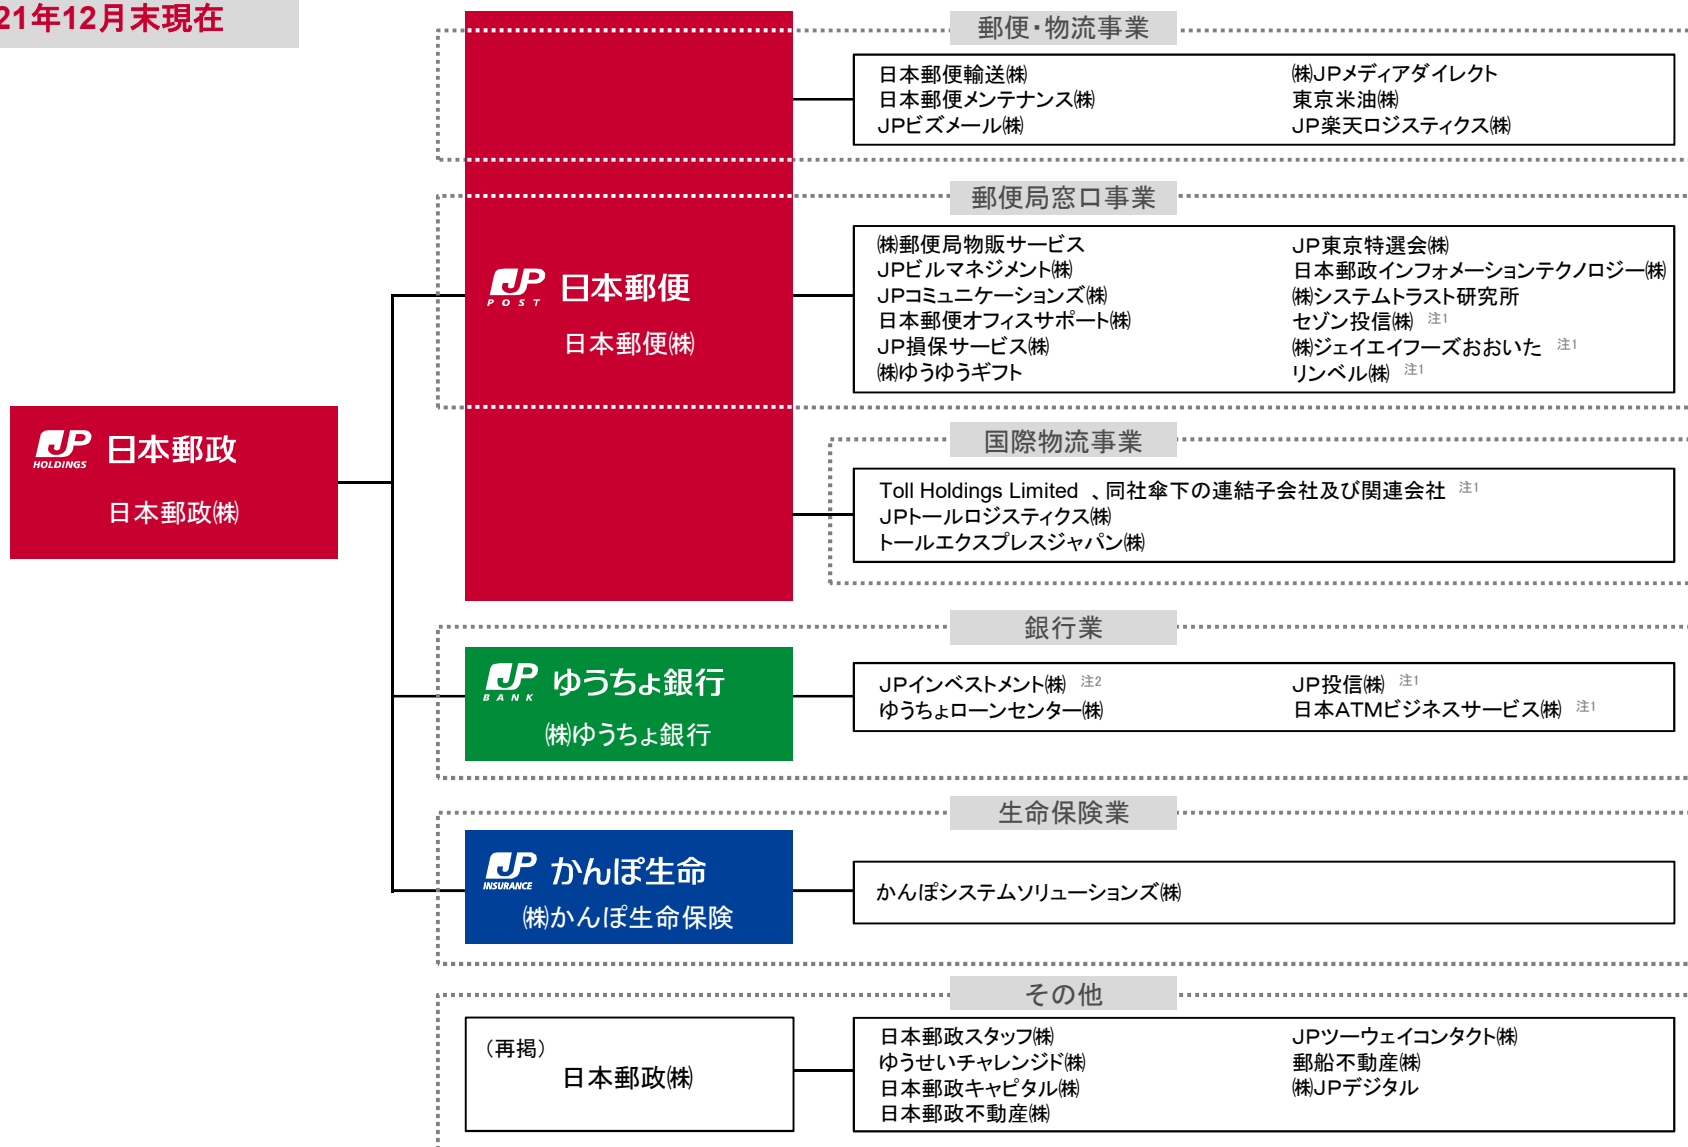 21年12月末現在
郵便・物流事業
日本郵便輸送㈱
日本郵便メンテナンス㈱
JPビズメール㈱
㈱JPメディアダイレクト
東京米油㈱
JP楽天ロジスティクス㈱
郵便局窓口事業
JP POST 日本郵便
日本郵便㈱
㈱郵便局物販サービス
JPビルマネジメント㈱
JPコミュニケーションズ㈱
日本郵便オフィスサポート㈱
JP損保サービス㈱
㈱ゆうゆうギフト
JP東京特選会㈱
日本郵政インフォメーションテクノロジー㈱
㈱システムトラスト研究所
セゾン投信㈱ 注1
㈱ジェイエイフーズおおいた 注1
リンベル㈱ 注1
JP HOLDINGS 日本郵政
日本郵政㈱
国際物流事業
Toll Holdings Limited 、同社傘下の連結子会社及び関連会社 注1
JPトールロジスティクス㈱
トールエクスプレスジャパン㈱
銀行業
JP BANK ゆうちょ銀行
㈱ゆうちょ銀行
JPインベストメント㈱ 注2
ゆうちょローンセンター㈱
JP投信㈱ 注1
日本ATMビジネスサービス㈱ 注1
生命保険業
JP INSURANCE かんぽ生命
㈱かんぽ生命保険
かんぽシステムソリューションズ㈱
その他
（再掲）
日本郵政㈱
日本郵政スタッフ㈱
ゆうせいチャレンジド㈱
日本郵政キャピタル㈱
日本郵政不動産㈱
JPツーウェイコンタクト㈱
郵船不動産㈱
㈱JPデジタル